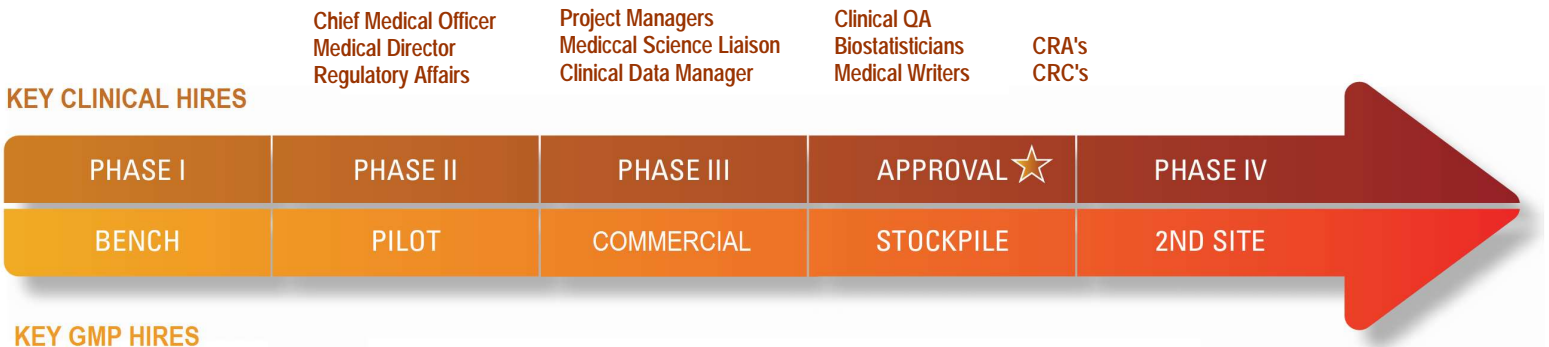 Chief Medical Officer
Medical Director
Regulatory Affairs
Project Managers
Mediccal Science Liaison
Clinical Data Manager
Clinical QA
Biostatisticians
Medical Writers
CRA's
CRC's
KEY CLINICAL HIRES
PHASE I
PHASE II
PHASE III
APPROVAL
PHASE IV
BENCH
PILOT
COMMERCIAL
STOCKPILE
2ND SITE
KEY GMP HIRES